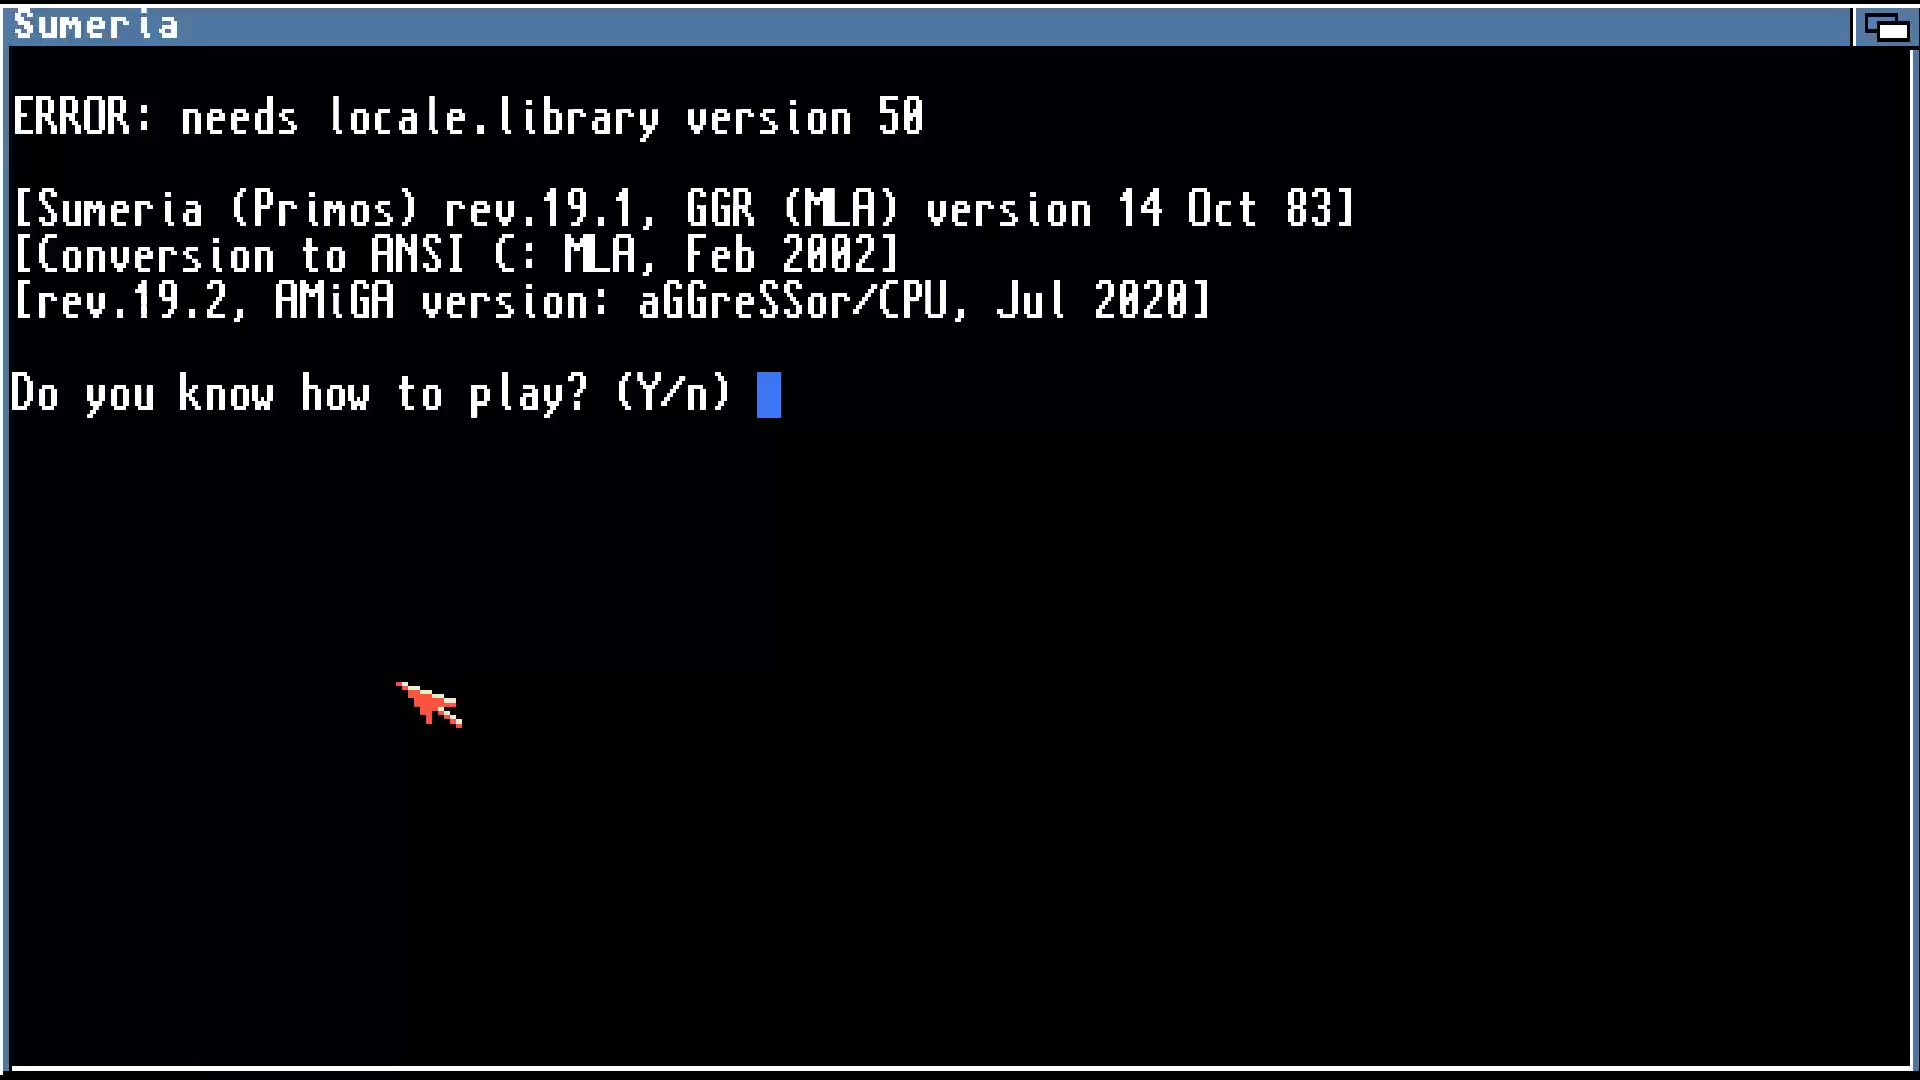 Sumeria
ERROR: needs locale.library version 50
[Sumeria (Primos) rev.19.1, GGR (MLA) version 14 Oct 83]
[Conversion to ANSI C: MLA, Feb 2002]
[rev.19.2, AMiGA version: aGGreSSor/CPU, Jul 2020]
Do you know how to play? (Y/n)